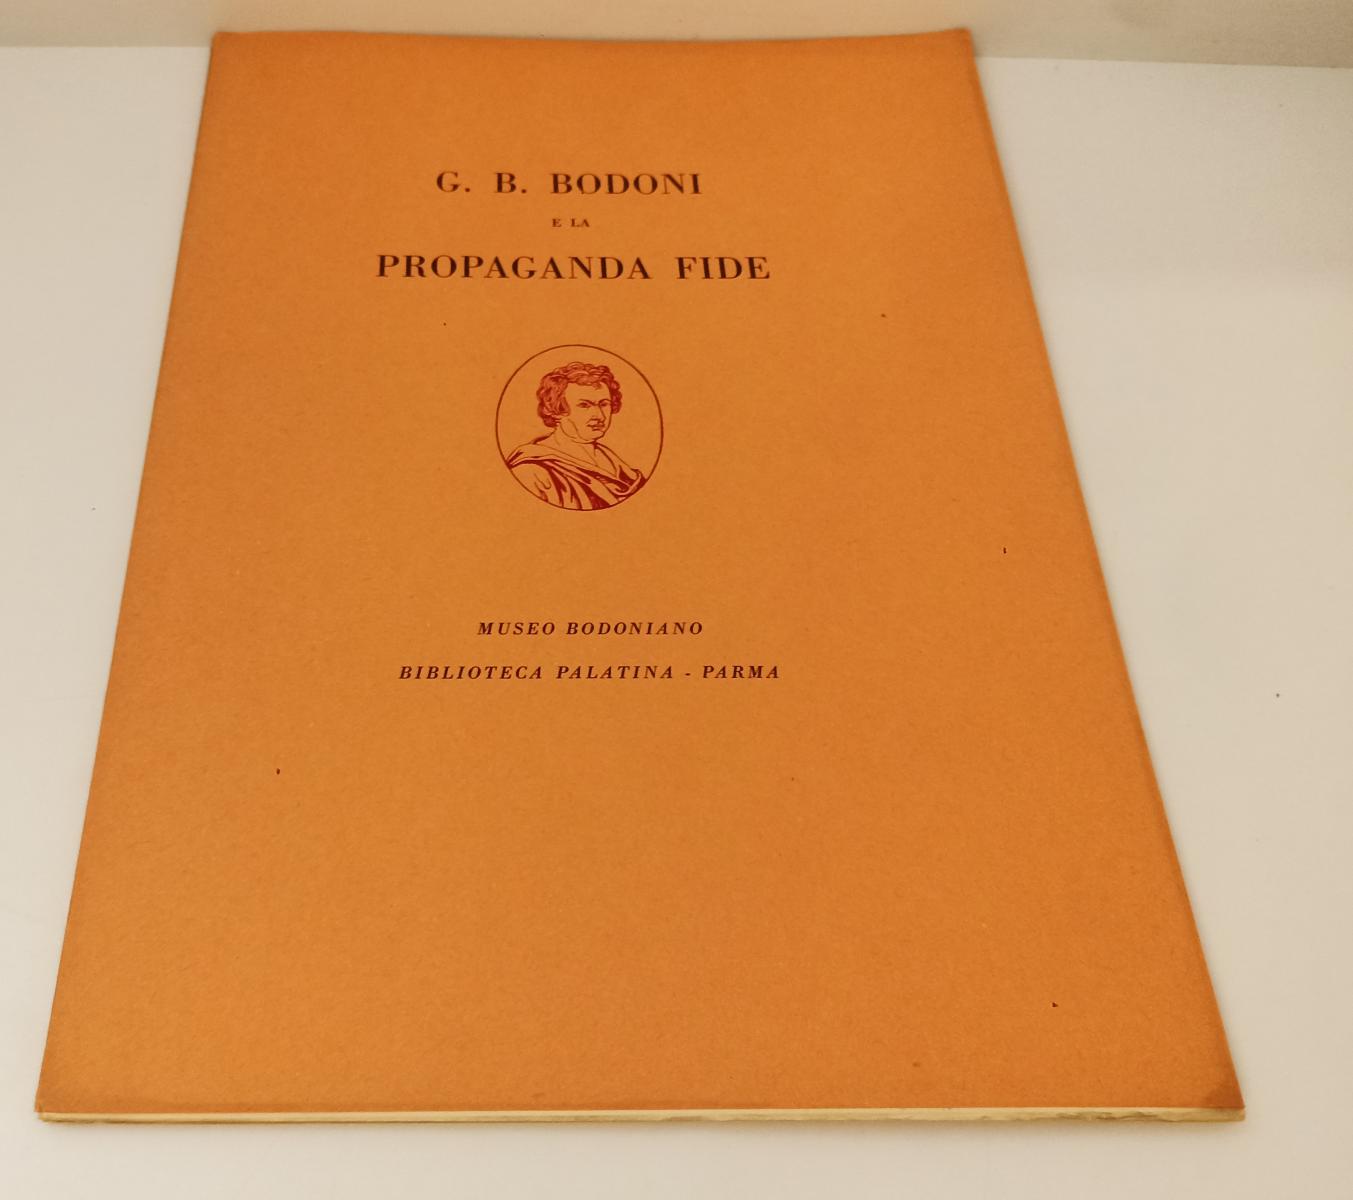 G. B. BODONI
E LA
PROPAGANDA FIDE
MUSEO BODONIANO
BIBLIOTECA PALATINA - PARMA